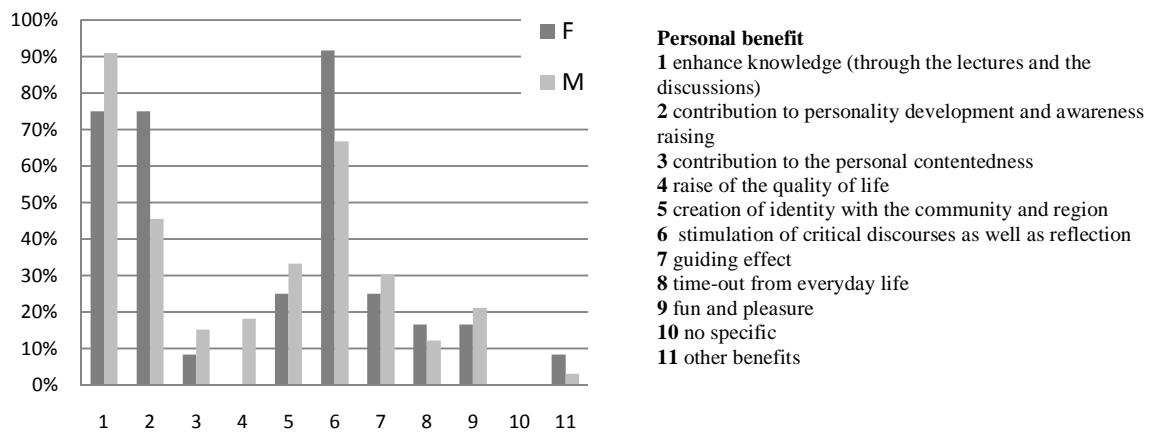 100%
90%
80%
70%
60%
50%
40%
30%
20%
10%
0%
1 2 3 4 5 6 7 8 9 10 11
F
M
Personal benefit
1 enhance knowledge (through the lectures and the
discussions)
2 contribution to personality development and awareness
raising
3 contribution to the personal contentedness
4 raise of the quality of life
5 creation of identity with the community and region
6 stimulation of critical discourses as well as reflection
7 guiding effect
8 time-out from everyday life
9 fun and pleasure
10 no specific
11 other benefits